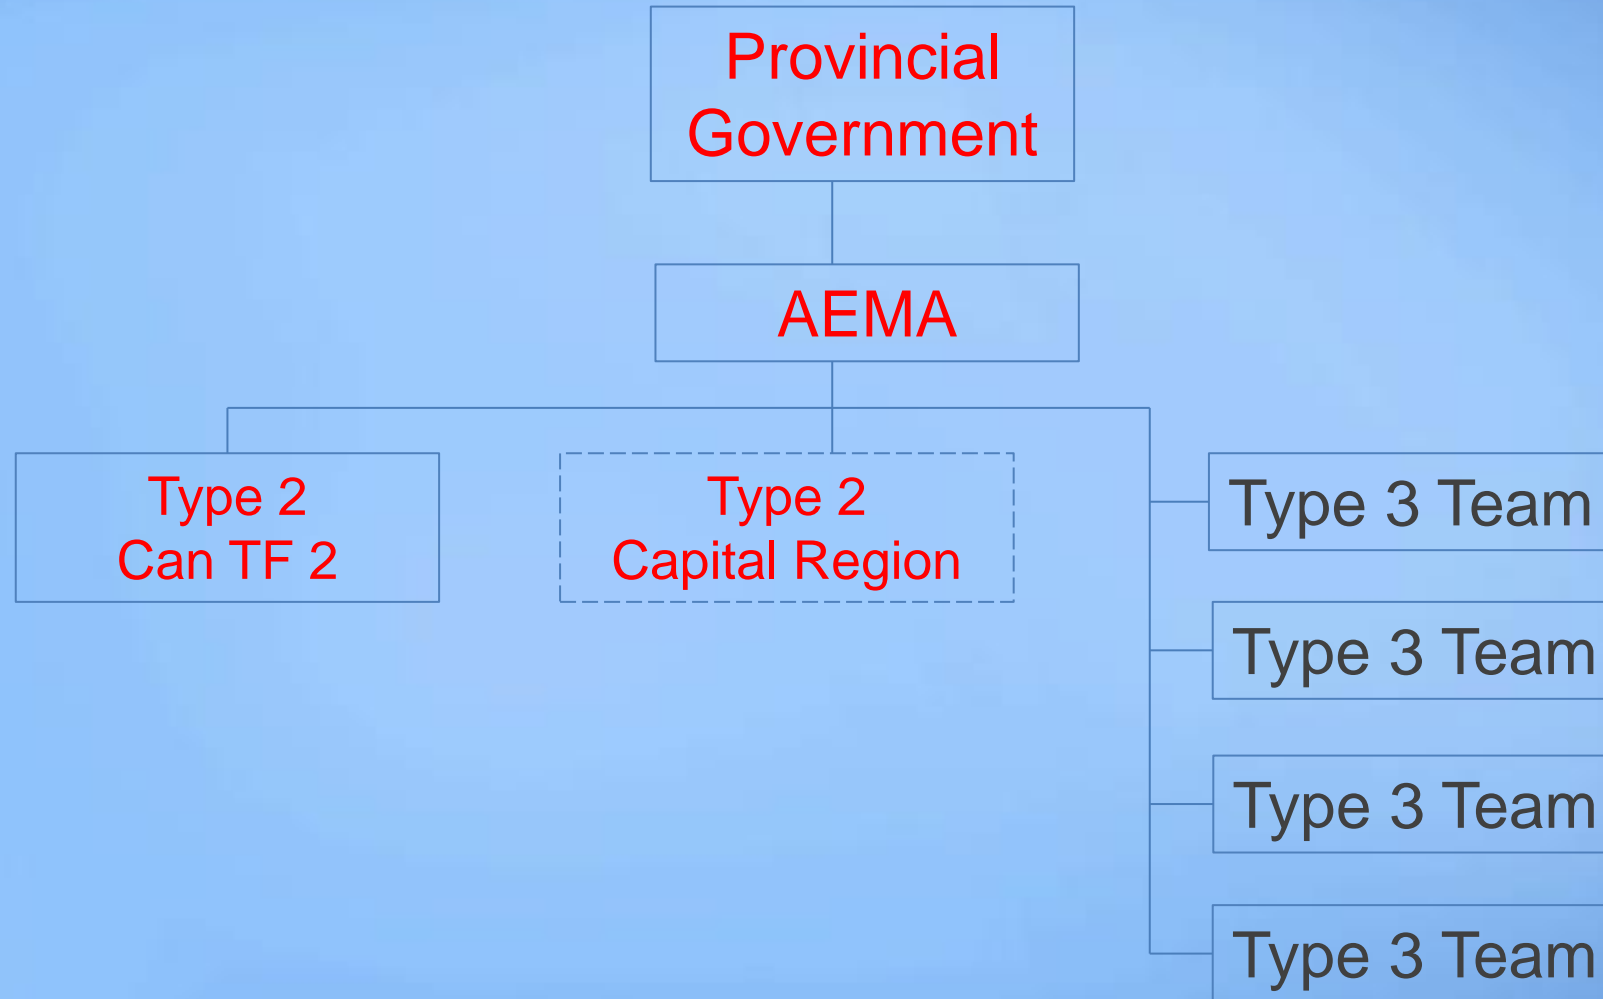 Provincial
Government
AEMA
Type 2
Can TF 2
Type 2
Capital Region
Type 3 Team
Type 3 Team
Type 3 Team
Type 3 Team